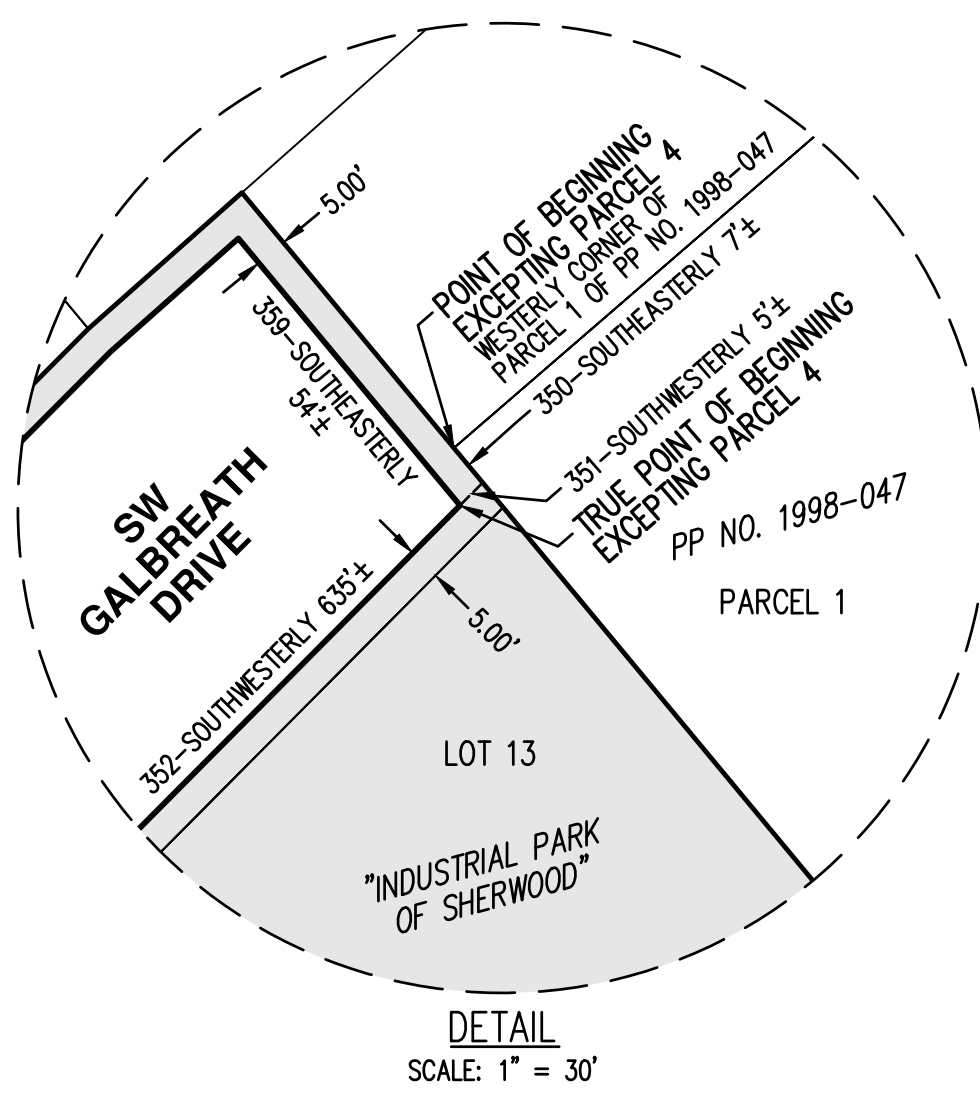 5.00'
POINT OF BEGINNING
EXCEPTING PARCEL 4
WESTERLY CORNER OF
PARCEL 1 OF PP NO. 1998-047
350-SOUTHEASTERLY 7'±
351-SOUTHWESTERLY 5'±
TRUE POINT OF BEGINNING
EXCEPTING PARCEL 4
359-SOUTHEASTERLY
54'±
SW
GALBREATH
DRIVE
PP NO. 1998-047
PARCEL 1
352-SOUTHWESTERLY 635'±
5.00'
LOT 13
"INDUSTRIAL PARK
OF SHERWOOD"
DETAIL
SCALE: 1" = 30'